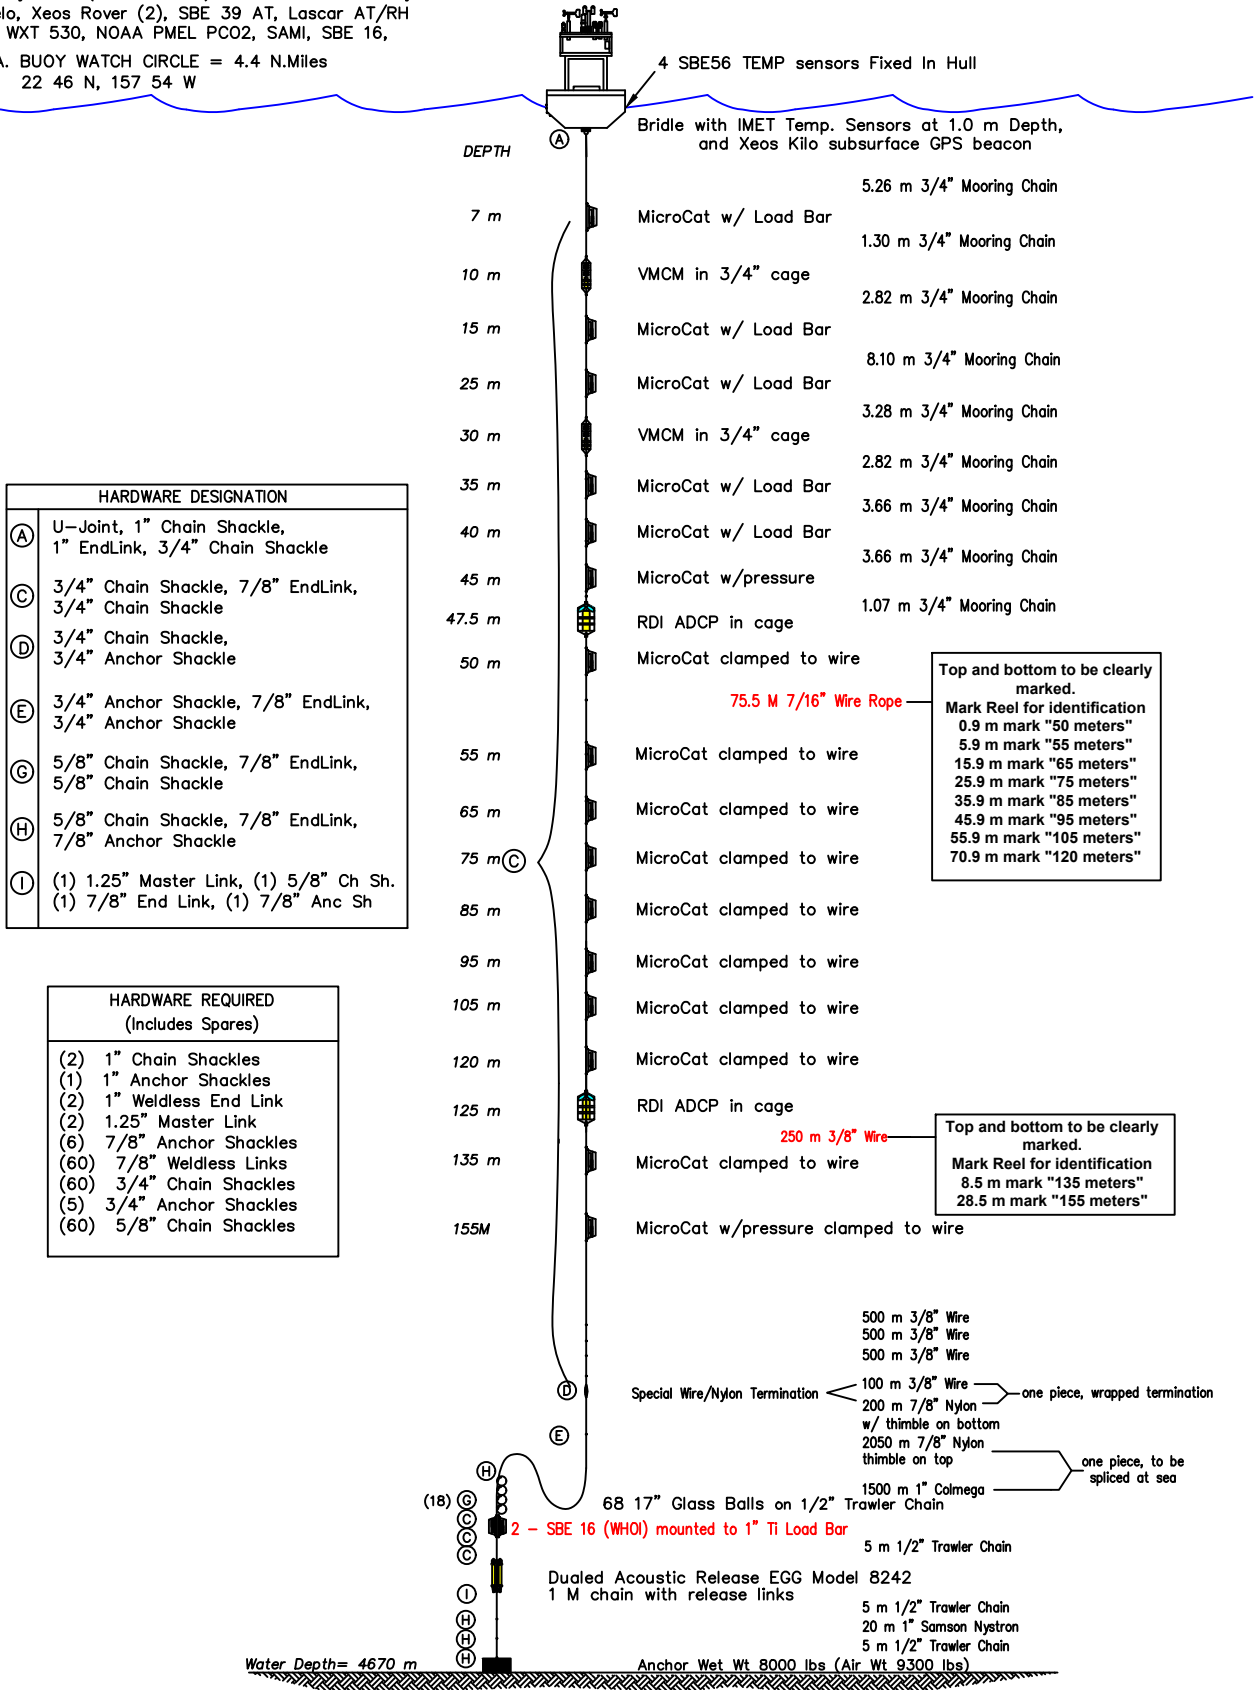 elo, Xeos Rover (2), SBE 39 AT, Lascar AT/RH
WXT 530, NOAA PMEL PCO2, SAMI, SBE 16,
A. BUOY WATCH CIRCLE = 4.4 N.Miles
22 46 N, 157 54 W
4 SBE56 TEMP sensors Fixed In Hull
A
Bridle with IMET Temp. Sensors at 1.0 m Depth,
and Xeos Kilo subsurface GPS beacon
DEPTH
5.26 m 3/4" Mooring Chain
7 m
MicroCat w/ Load Bar
1.30 m 3/4" Mooring Chain
10 m
VMCM in 3/4" cage
2.82 m 3/4" Mooring Chain
15 m
MicroCat w/ Load Bar
8.10 m 3/4" Mooring Chain
25 m
MicroCat w/ Load Bar
3.28 m 3/4" Mooring Chain
30 m
VMCM in 3/4" cage
2.82 m 3/4" Mooring Chain
35 m
MicroCat w/ Load Bar
3.66 m 3/4" Mooring Chain
40 m
MicroCat w/ Load Bar
3.66 m 3/4" Mooring Chain
45 m
MicroCat w/pressure
1.07 m 3/4" Mooring Chain
47.5 m
RDI ADCP in cage
50 m
MicroCat clamped to wire
75.5 M 7/16" Wire Rope
Top and bottom to be clearly
marked.
Mark Reel for identification
0.9 m mark "50 meters"
5.9 m mark "55 meters"
15.9 m mark "65 meters"
25.9 m mark "75 meters"
35.9 m mark "85 meters"
45.9 m mark "95 meters"
55.9 m mark "105 meters"
70.9 m mark "120 meters"
55 m
MicroCat clamped to wire
65 m
MicroCat clamped to wire
75 m
C
MicroCat clamped to wire
85 m
MicroCat clamped to wire
95 m
MicroCat clamped to wire
105 m
MicroCat clamped to wire
120 m
MicroCat clamped to wire
125 m
RDI ADCP in cage
250 m 3/8" Wire
Top and bottom to be clearly
marked.
Mark Reel for identification
8.5 m mark "135 meters"
28.5 m mark "155 meters"
135 m
MicroCat clamped to wire
155M
MicroCat w/pressure clamped to wire
HARDWARE DESIGNATION
A
U-Joint, 1" Chain Shackle,
1" EndLink, 3/4" Chain Shackle
C
3/4" Chain Shackle, 7/8" EndLink,
3/4" Chain Shackle
D
3/4" Chain Shackle,
3/4" Anchor Shackle
E
3/4" Anchor Shackle, 7/8" EndLink,
3/4" Anchor Shackle
G
5/8" Chain Shackle, 7/8" EndLink,
5/8" Chain Shackle
H
5/8" Chain Shackle, 7/8" EndLink,
7/8" Anchor Shackle
I
(1) 1.25" Master Link, (1) 5/8" Ch Sh.
(1) 7/8" End Link, (1) 7/8" Anc Sh
HARDWARE REQUIRED
(Includes Spares)
(2) 1" Chain Shackles
(1) 1" Anchor Shackles
(2) 1" Weldless End Link
(2) 1.25" Master Link
(6) 7/8" Anchor Shackles
(60) 7/8" Weldless Links
(60) 3/4" Chain Shackles
(5) 3/4" Anchor Shackles
(60) 5/8" Chain Shackles
500 m 3/8" Wire
500 m 3/8" Wire
500 m 3/8" Wire
D
Special Wire/Nylon Termination
100 m 3/8" Wire
200 m 7/8" Nylon
one piece, wrapped termination
w/ thimble on bottom
E
2050 m 7/8" Nylon
thimble on top
1500 m 1" Colmega
one piece, to be
spliced at sea
H
(18) G
68 17" Glass Balls on 1/2" Trawler Chain
C
C
C
2 - SBE 16 (WHOI) mounted to 1" Ti Load Bar
5 m 1/2" Trawler Chain
Dualed Acoustic Release EGG Model 8242
1 M chain with release links
I
5 m 1/2" Trawler Chain
H
20 m 1" Samson Nystron
H
5 m 1/2" Trawler Chain
H
Water Depth= 4670 m
Anchor Wet Wt 8000 lbs (Air Wt 9300 lbs)